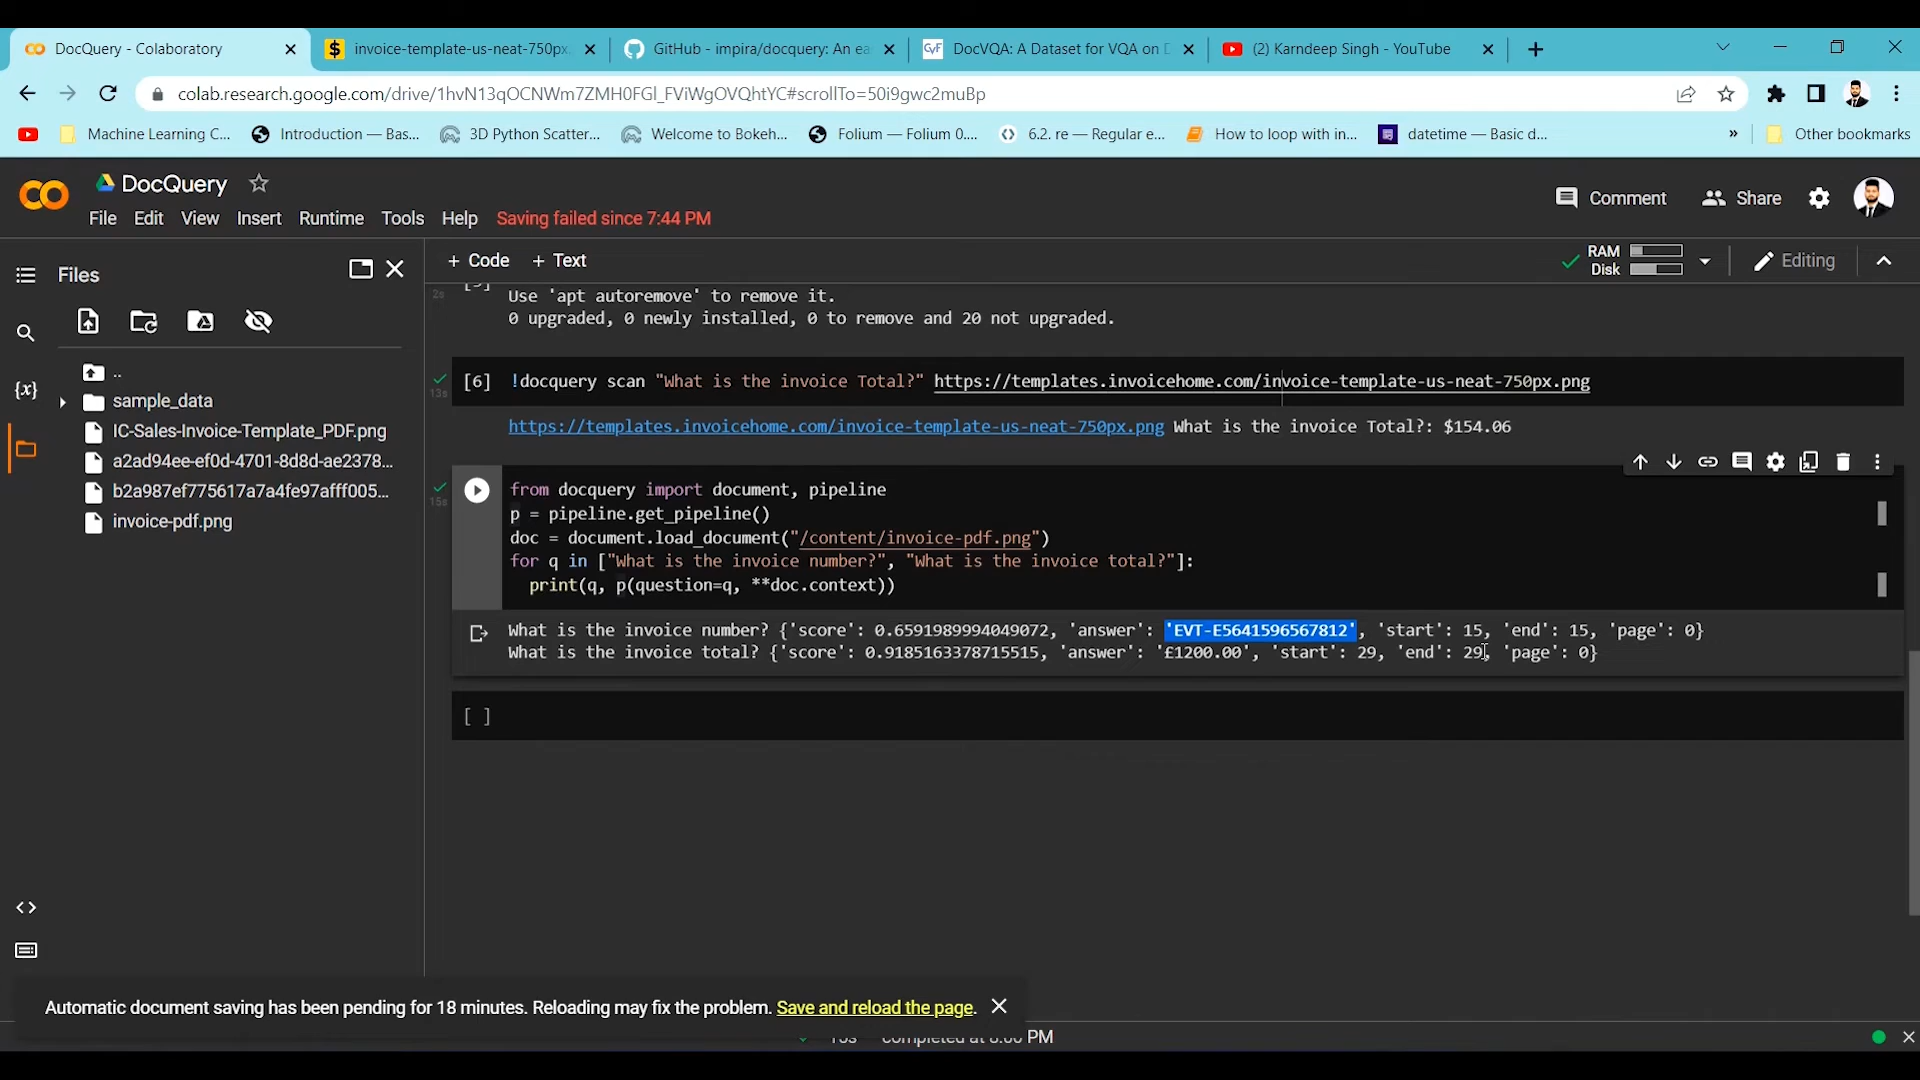 DocQuery - Colaboratory
invoice-template-us-neat-750px.
GitHub - impira/docquery: An ea
DocVQA: A Dataset for VQA on D
(2) Karndeep Singh - YouTube
colab.research.google.com/drive/1hvN13qOCNWm7ZMH0FGl_FViWgOVQhtYC#scrollTo=50i9gwc2muBp
Machine Learning C...
Introduction — Bas...
3D Python Scatter...
Welcome to Bokeh...
Folium — Folium 0....
6.2. re — Regular e...
How to loop with in...
datetime — Basic d...
»
Other bookmarks
DocQuery
File Edit View Insert Runtime Tools Help Saving failed since 7:44 PM
Comment
Share
Files
+ Code + Text
RAM
Disk
Editing
..
sample_data
IC-Sales-Invoice-Template_PDF.png
a2ad94ee-ef0d-4701-8d8d-ae2378...
b2a987ef775617a7a4fe97afff005...
invoice-pdf.png
2s
Use 'apt autoremove' to remove it.
0 upgraded, 0 newly installed, 0 to remove and 20 not upgraded.
13s
[6] !docquery scan "What is the invoice Total?" https://templates.invoicehome.com/invoice-template-us-neat-750px.png
https://templates.invoicehome.com/invoice-template-us-neat-750px.png What is the invoice Total?: $154.06
15s
from docquery import document, pipeline
p = pipeline.get_pipeline()
doc = document.load_document("/content/invoice-pdf.png")
for q in ["What is the invoice number?", "What is the invoice total?"]:
print(q, p(question=q, **doc.context))
What is the invoice number? {'score': 0.6591989994049072, 'answer': 'EVT-E5641596567812', 'start': 15, 'end': 15, 'page': 0}
What is the invoice total? {'score': 0.9185163378715515, 'answer': '£1200.00', 'start': 29, 'end': 29, 'page': 0}
[ ]
Automatic document saving has been pending for 18 minutes. Reloading may fix the problem. Save and reload the page.